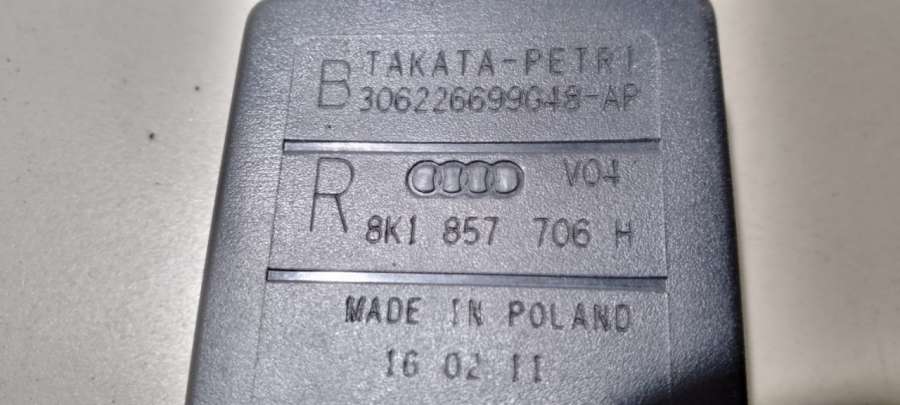 B TAKATA-PETRI
306226699G48-AP
R V04
8K1 857 706 H
MADE IN POLAND
16 02 11